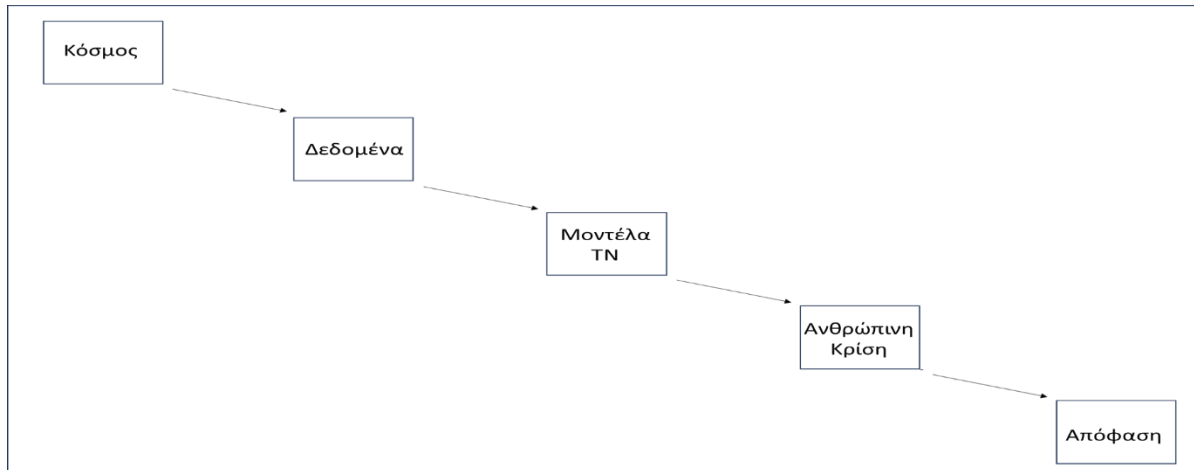 Κόσμος
Δεδομένα
Μοντέλα
ΤΝ
Ανθρώπινη
Κρίση
Απόφαση